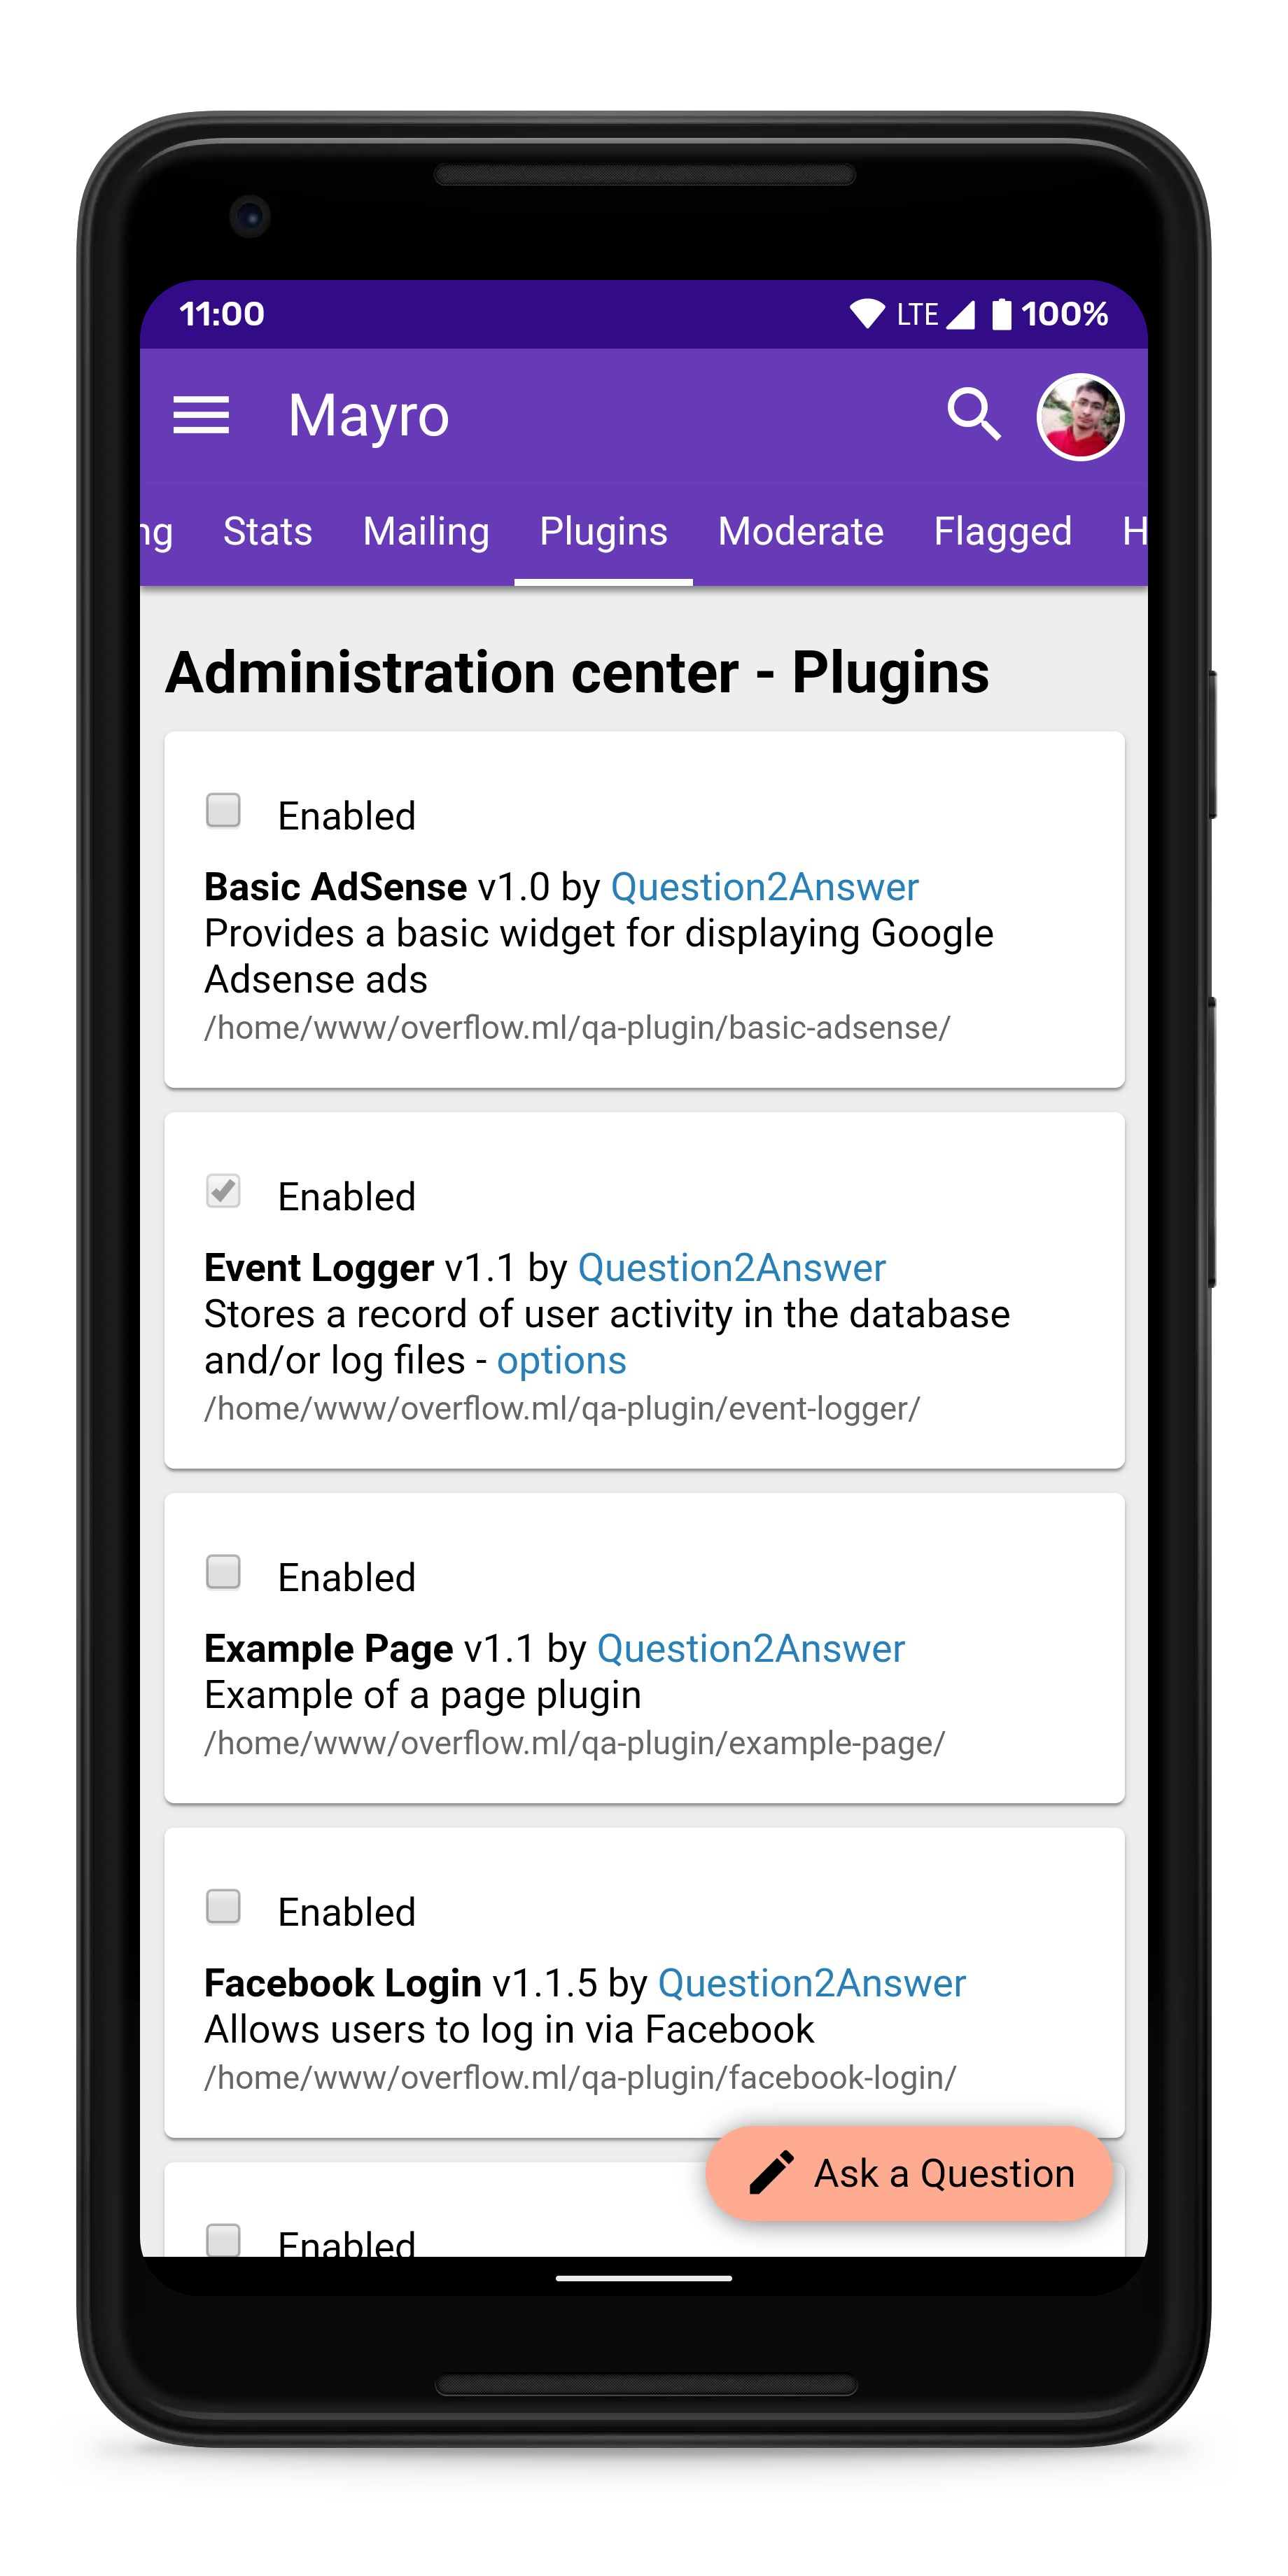 11:00 LTE 100%
Mayro
ng Stats Mailing Plugins Moderate Flagged H
Administration center - Plugins
Enabled
Basic AdSense v1.0 by Question2Answer
Provides a basic widget for displaying Google
Adsense ads
/home/www/overflow.ml/qa-plugin/basic-adsense/
Enabled
Event Logger v1.1 by Question2Answer
Stores a record of user activity in the database
and/or log files - options
/home/www/overflow.ml/qa-plugin/event-logger/
Enabled
Example Page v1.1 by Question2Answer
Example of a page plugin
/home/www/overflow.ml/qa-plugin/example-page/
Enabled
Facebook Login v1.1.5 by Question2Answer
Allows users to log in via Facebook
/home/www/overflow.ml/qa-plugin/facebook-login/
Ask a Question
Enabled